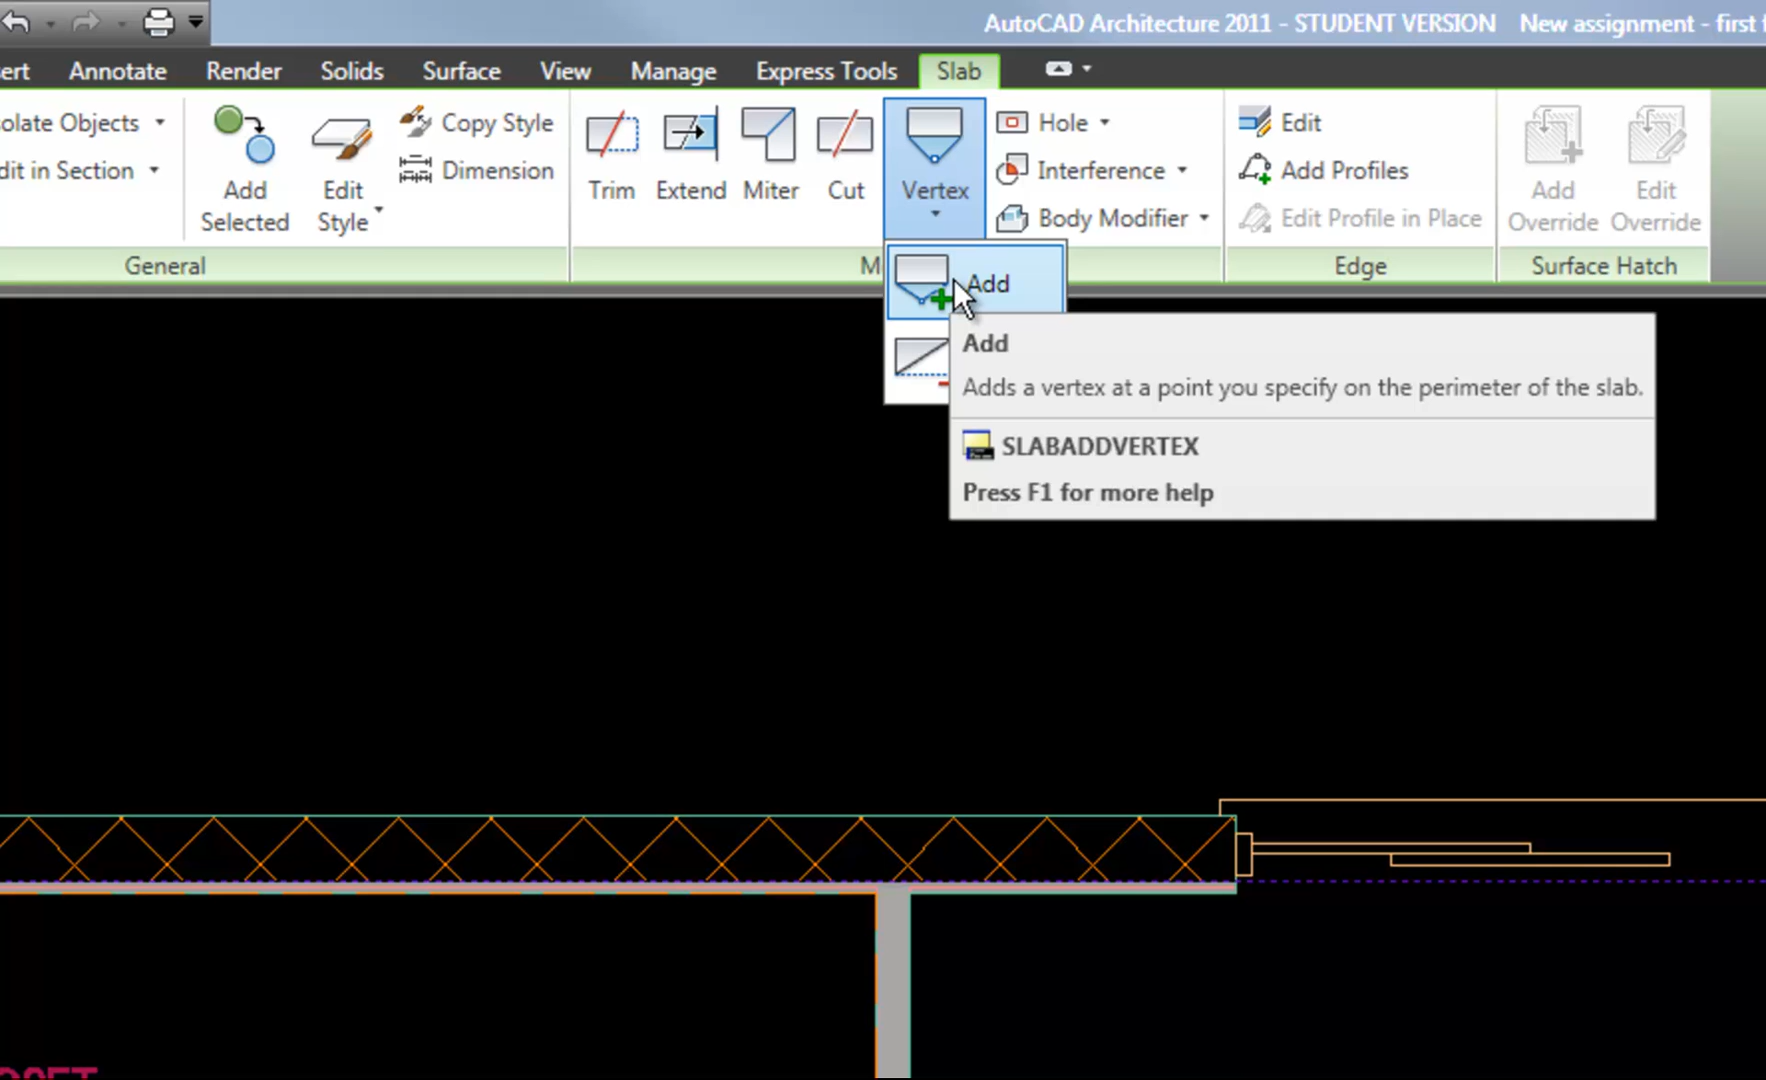 AutoCAD Architecture 2011 - STUDENT VERSION New assignment - first f
ert Annotate Render Solids Surface View Manage Express Tools Slab
olate Objects
dit in Section
Add Selected
Edit Style
Copy Style
Dimension
Trim Extend Miter Cut Vertex
Hole
Interference
Body Modifier
Edit
Add Profiles
Edit Profile in Place
Add Override
Edit Override
General M Edge Surface Hatch
Add
Add
Adds a vertex at a point you specify on the perimeter of the slab.
SLABADDVERTEX
Press F1 for more help